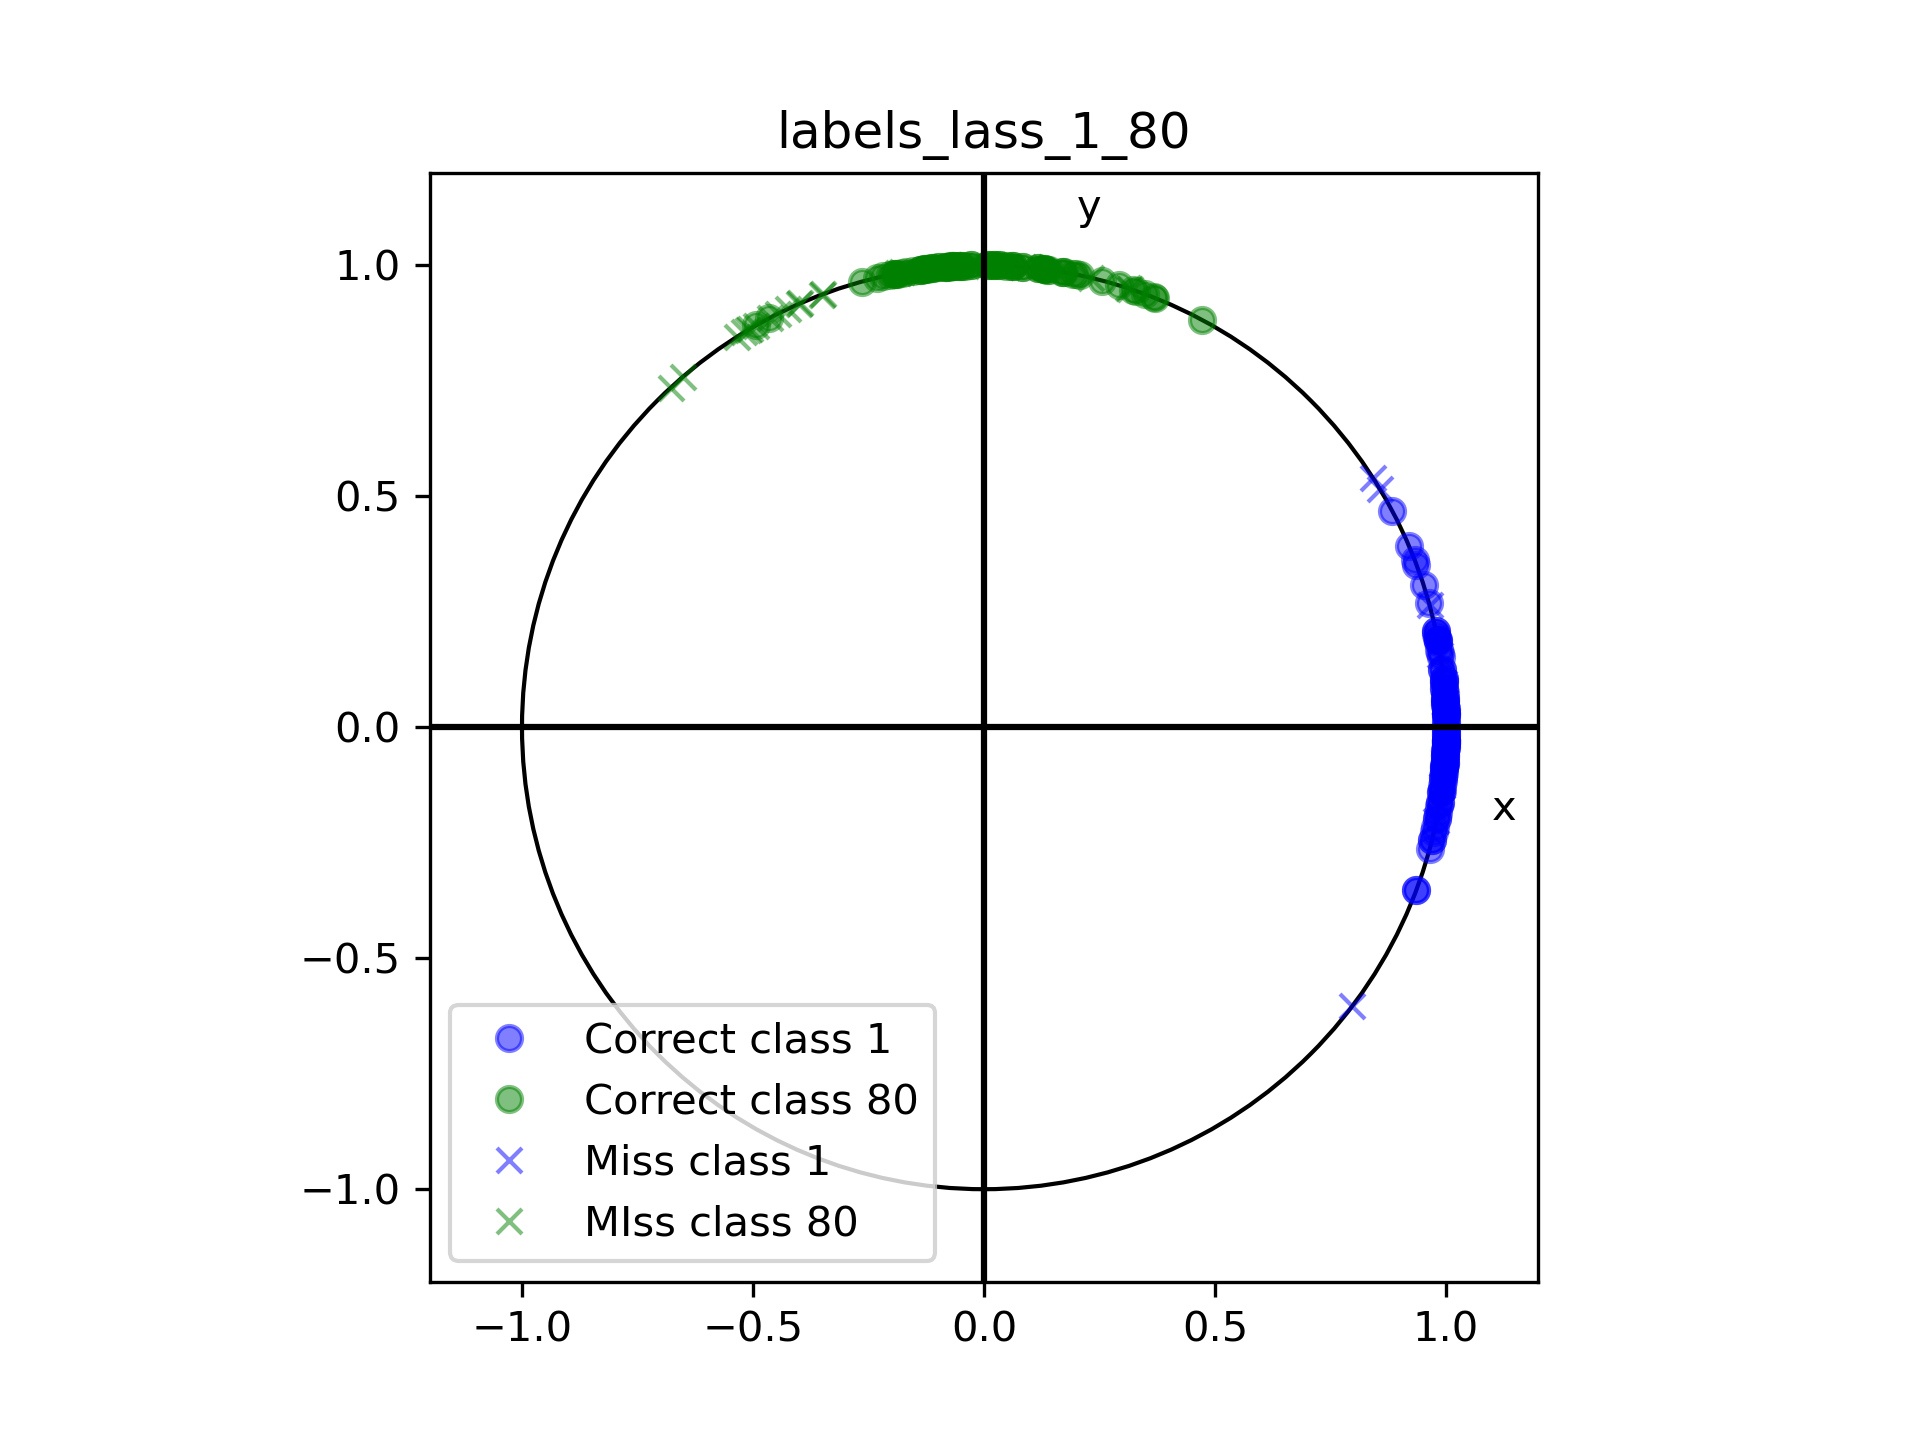 labels_lass_1_80
y
1.0
0.5
0.0
x
−0.5
−1.0
Correct class 1
Correct class 80
Miss class 1
MIss class 80
−1.0 −0.5 0.0 0.5 1.0